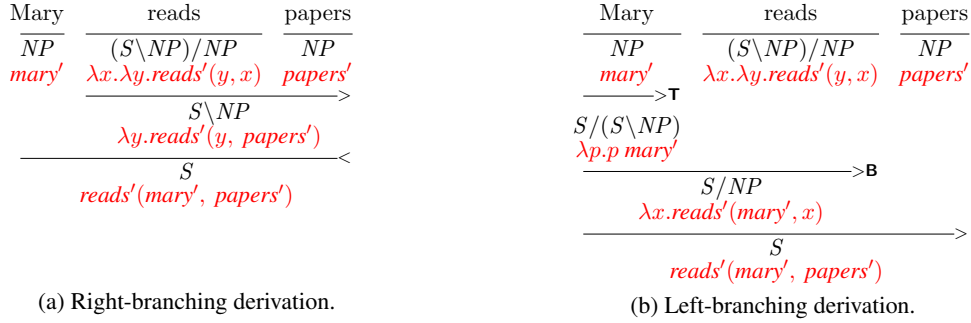 Mary reads papers
NP (S\NP)/NP NP
mary′ λx.λy.reads′(y, x) papers′
>
S\NP
λy.reads′(y, papers′)
<
S
reads′(mary′, papers′)
(a) Right-branching derivation.
Mary reads papers
NP (S\NP)/NP NP
mary′ λx.λy.reads′(y, x) papers′
>T
S/(S\NP)
λp.p mary′
>B
S/NP
λx.reads′(mary′, x)
>
S
reads′(mary′, papers′)
(b) Left-branching derivation.